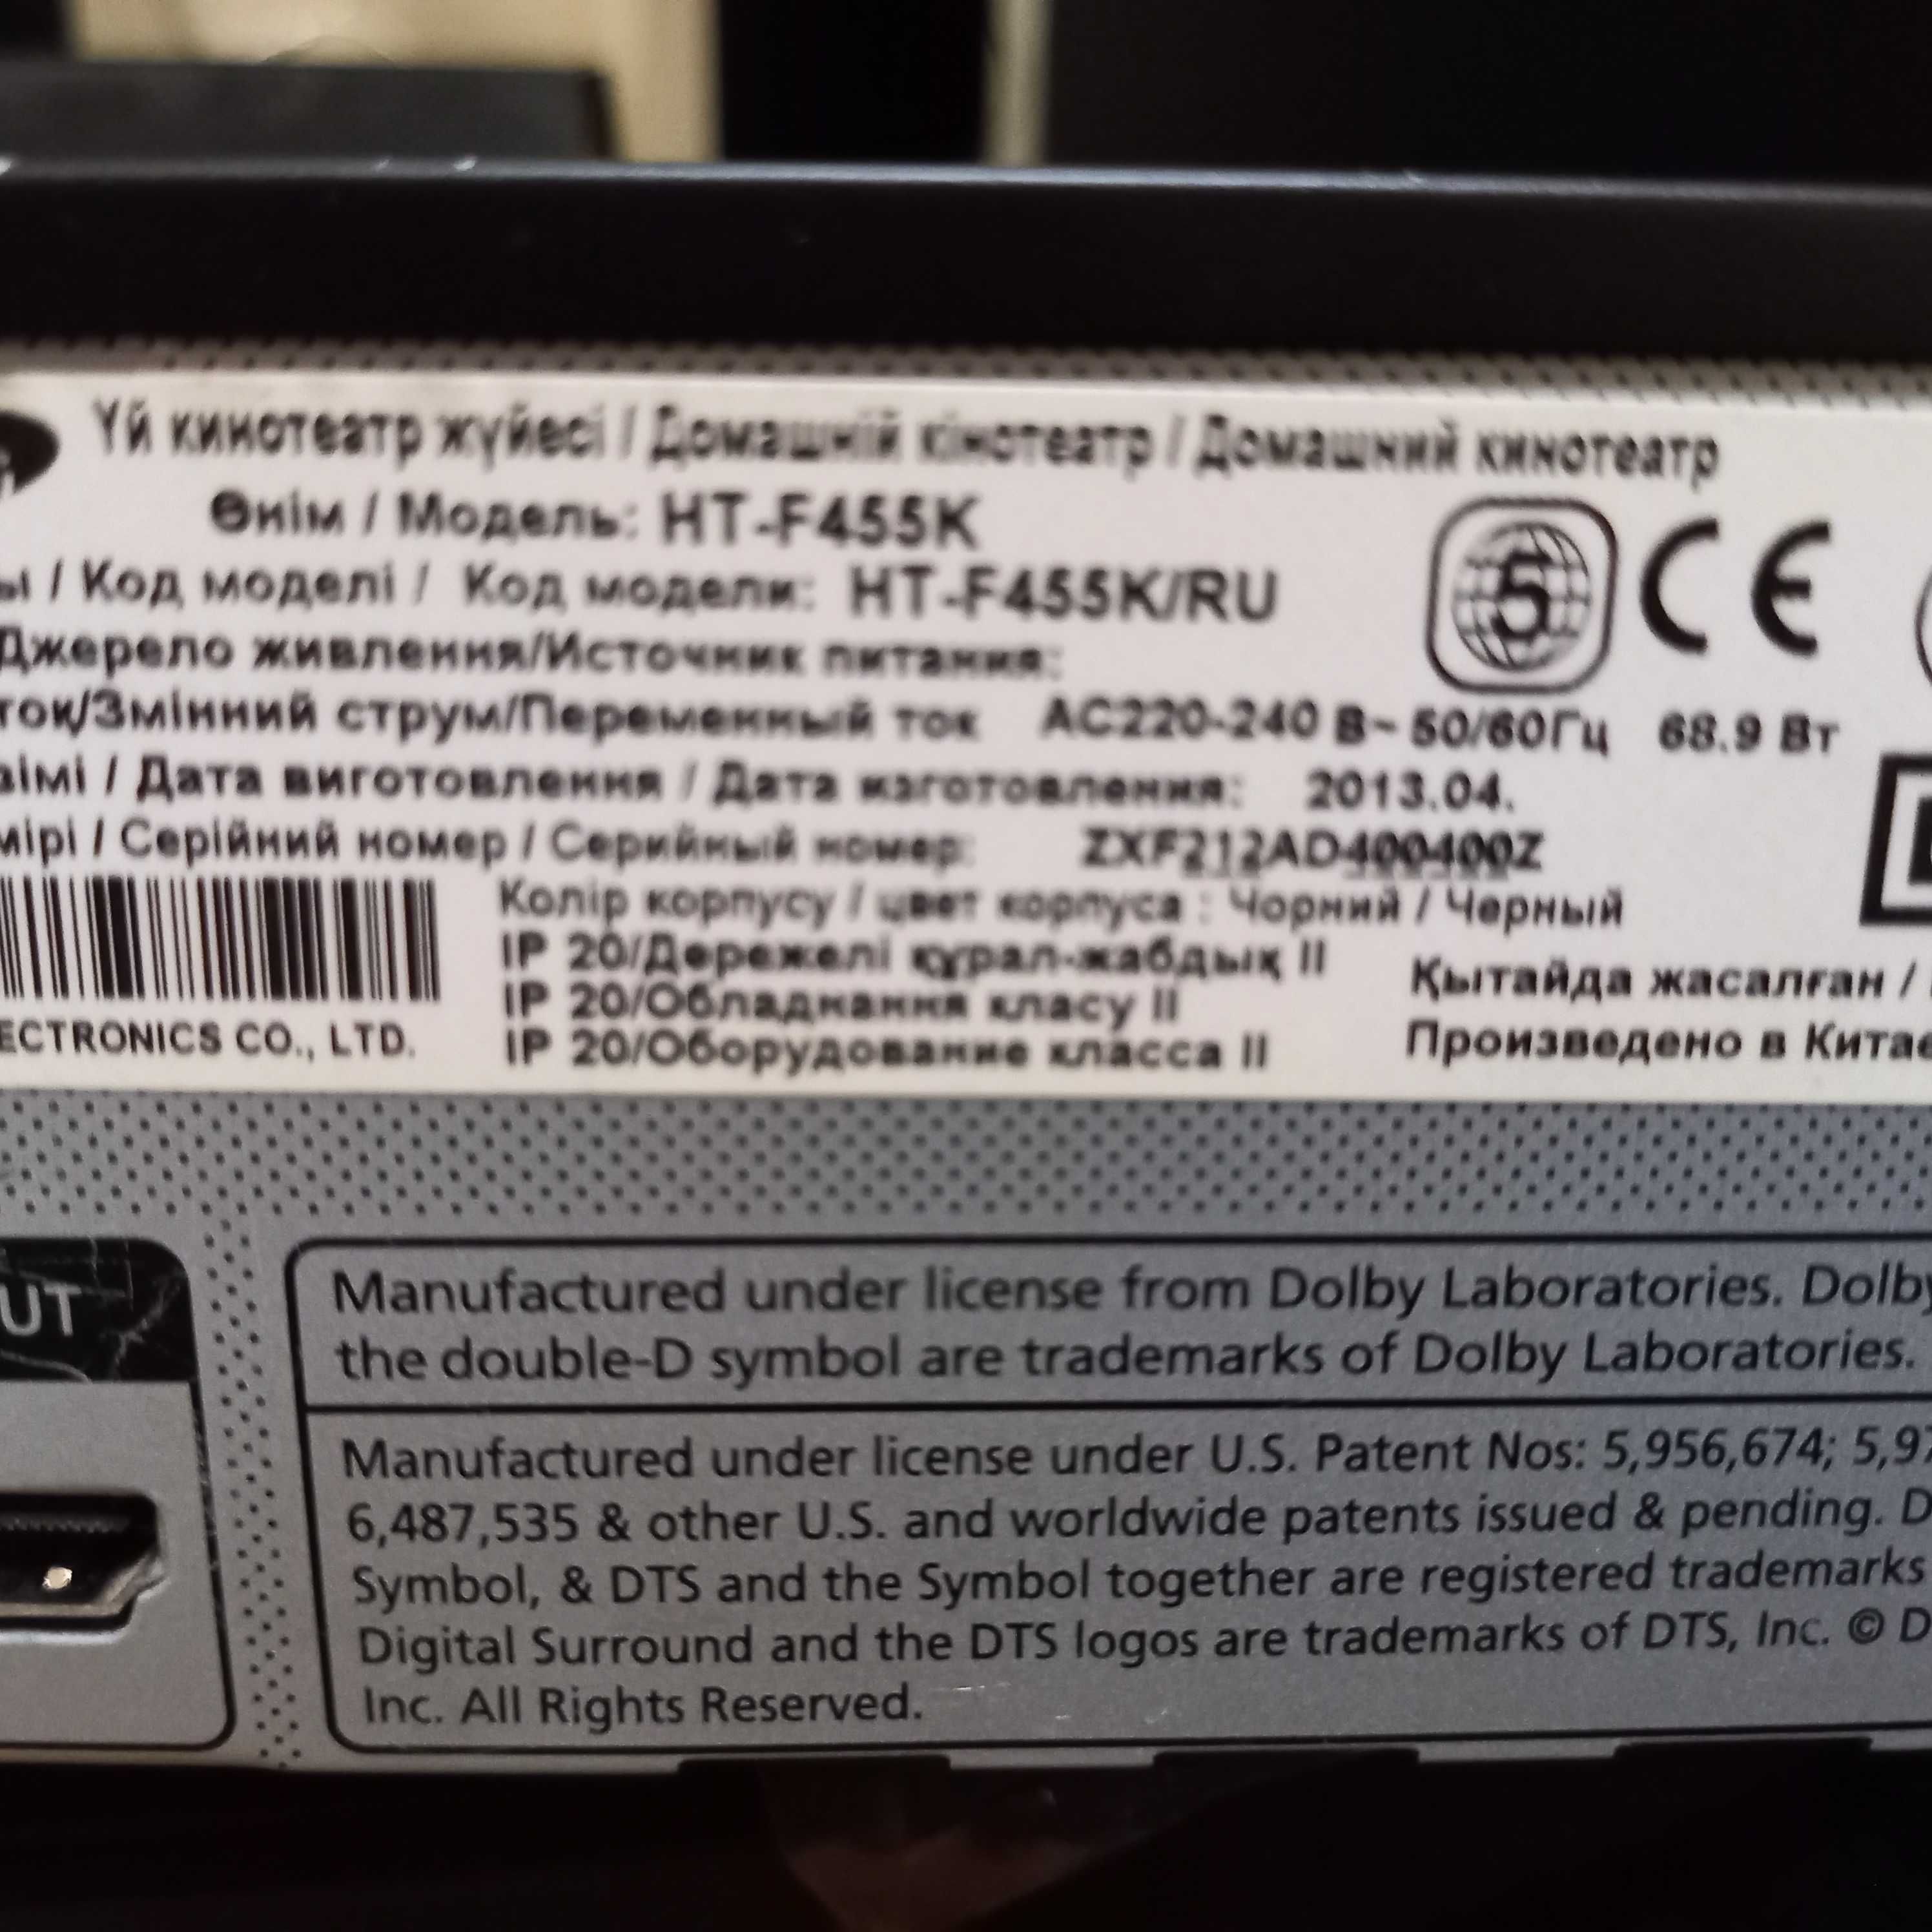 Үй кинотеатр жүйесі / Домашній кінотеатр / Домашний кинотеатр
Өнім / Модель: HT-F455K
ы / Код моделі / Код модели: HT-F455K/RU
5 CE
Джерело живлення/Источник питания:
ток/Змінний струм/Переменный ток AC220-240 В~ 50/60Гц 68.9 Вт
зімі / Дата виготовлення / Дата изготовления: 2013.04.
мірі / Серійний номер / Серийный номер: ZXF212AD400400Z
Колір корпусу / цвет корпуса : Чорний / Черный
IP 20/Дережелі құрал-жабдық II
IP 20/Обладнання класу II
IP 20/Оборудование класса II
Қытайда жасалған /
Произведено в Китае
ECTRONICS CO., LTD.
UT
Manufactured under license from Dolby Laboratories. Dolby
the double-D symbol are trademarks of Dolby Laboratories.
Manufactured under license under U.S. Patent Nos: 5,956,674; 5,97
6,487,535 & other U.S. and worldwide patents issued & pending. D
Symbol, & DTS and the Symbol together are registered trademarks
Digital Surround and the DTS logos are trademarks of DTS, Inc. © D
Inc. All Rights Reserved.